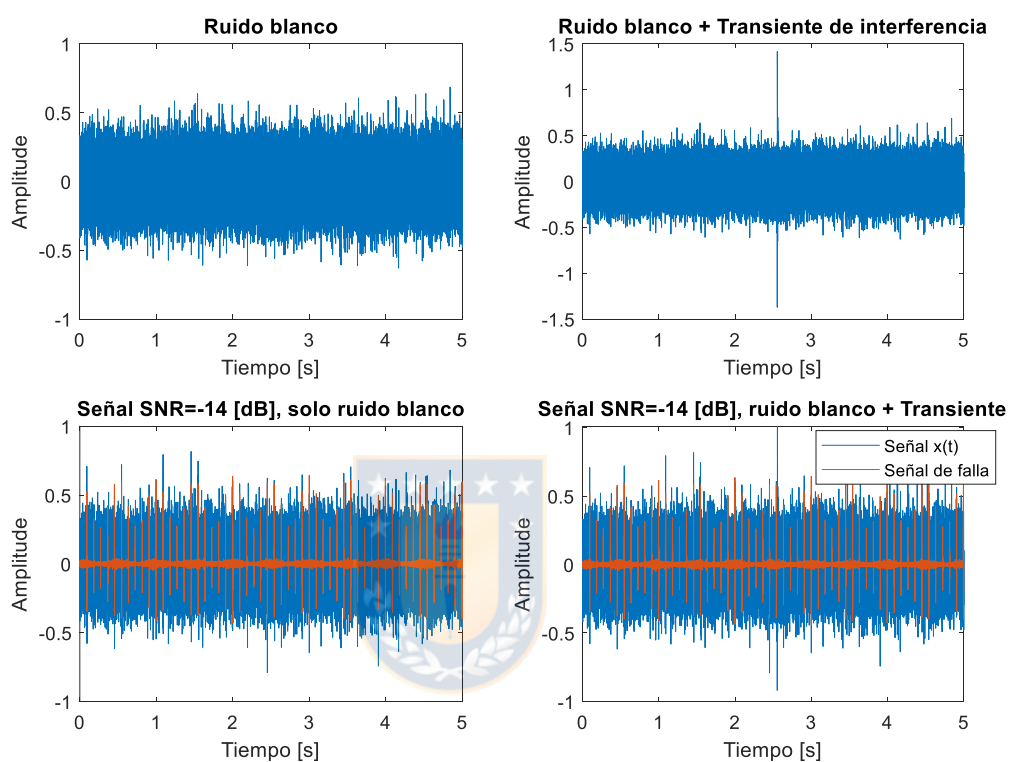 Ruido blanco
1
0.5
0
-0.5
-1
Amplitude
0 1 2 3 4 5
Tiempo [s]
Ruido blanco + Transiente de interferencia
1.5
1
0.5
0
-0.5
-1
-1.5
Amplitude
0 1 2 3 4 5
Tiempo [s]
Señal SNR=-14 [dB], solo ruido blanco
1
0.5
0
-0.5
-1
Amplitude
0 1 2 3 4 5
Tiempo [s]
Señal SNR=-14 [dB], ruido blanco + Transiente
1
0.5
0
-0.5
-1
Amplitude
0 1 2 3 4 5
Tiempo [s]
Señal x(t)
Señal de falla